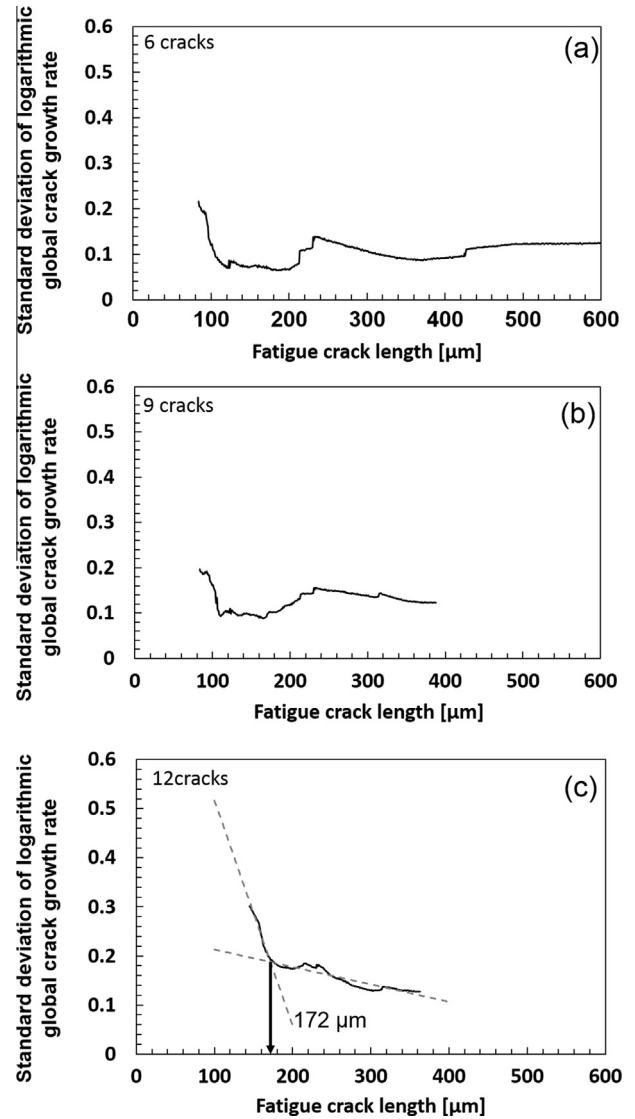 Standard deviation of logarithmic
global crack growth rate
0.6
0.5
0.4
0.3
0.2
0.1
0
6 cracks
(a)
0 100 200 300 400 500 600
Fatigue crack length [µm]
Standard deviation of logarithmic
global crack growth rate
0.6
0.5
0.4
0.3
0.2
0.1
0
9 cracks
(b)
0 100 200 300 400 500 600
Fatigue crack length [µm]
Standard deviation of logarithmic
global crack growth rate
0.6
0.5
0.4
0.3
0.2
0.1
0
12cracks
(c)
172 µm
0 100 200 300 400 500 600
Fatigue crack length [µm]